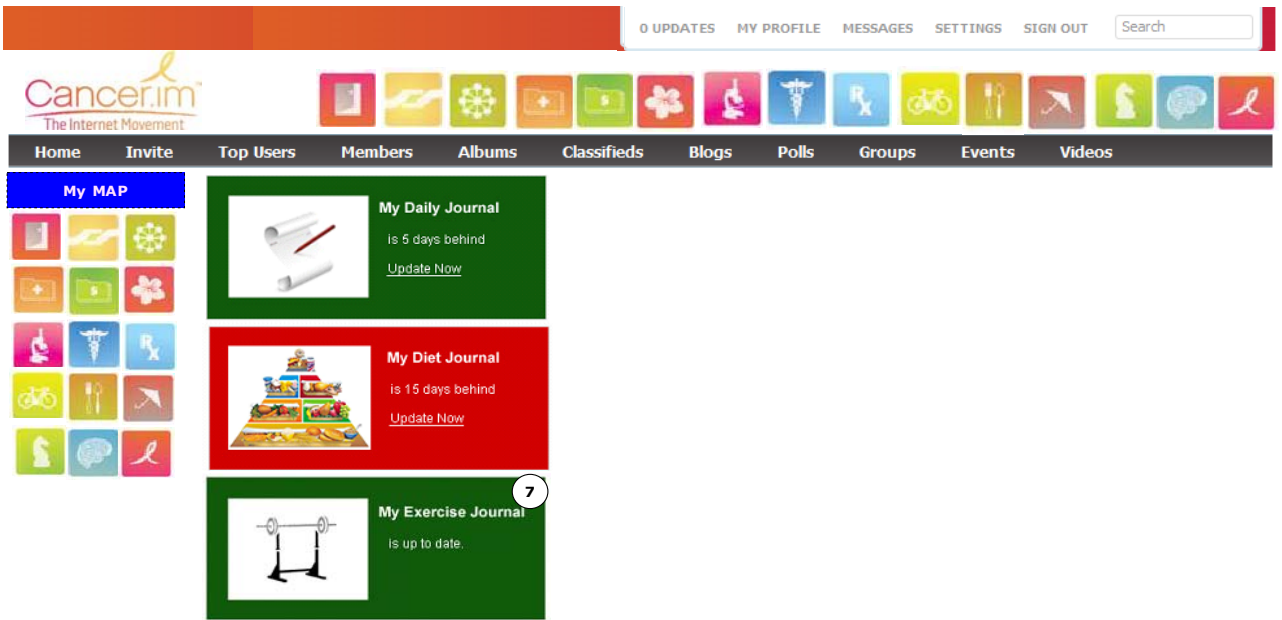 0 UPDATES MY PROFILE MESSAGES SETTINGS SIGN OUT Search
Cancer.im™
The Internet Movement
Home Invite Top Users Members Albums Classifieds Blogs Polls Groups Events Videos
My MAP
My Daily Journal
is 5 days behind
Update Now
My Diet Journal
is 15 days behind
Update Now
7
My Exercise Journal
is up to date.